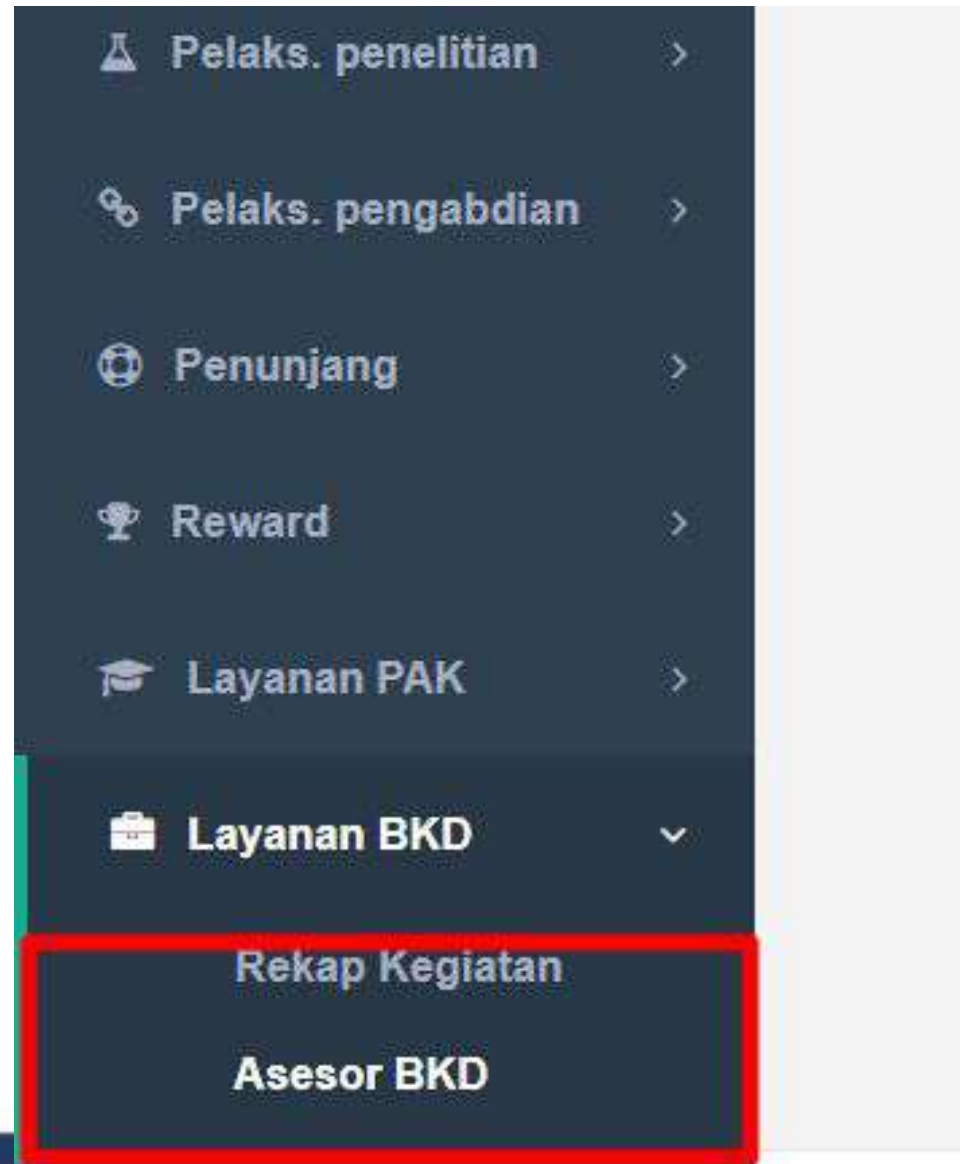 Pelaks. penelitian
Pelaks. pengabdian
Penunjang
Reward
Layanan PAK
Layanan BKD
Rekap Kegiatan
Asesor BKD